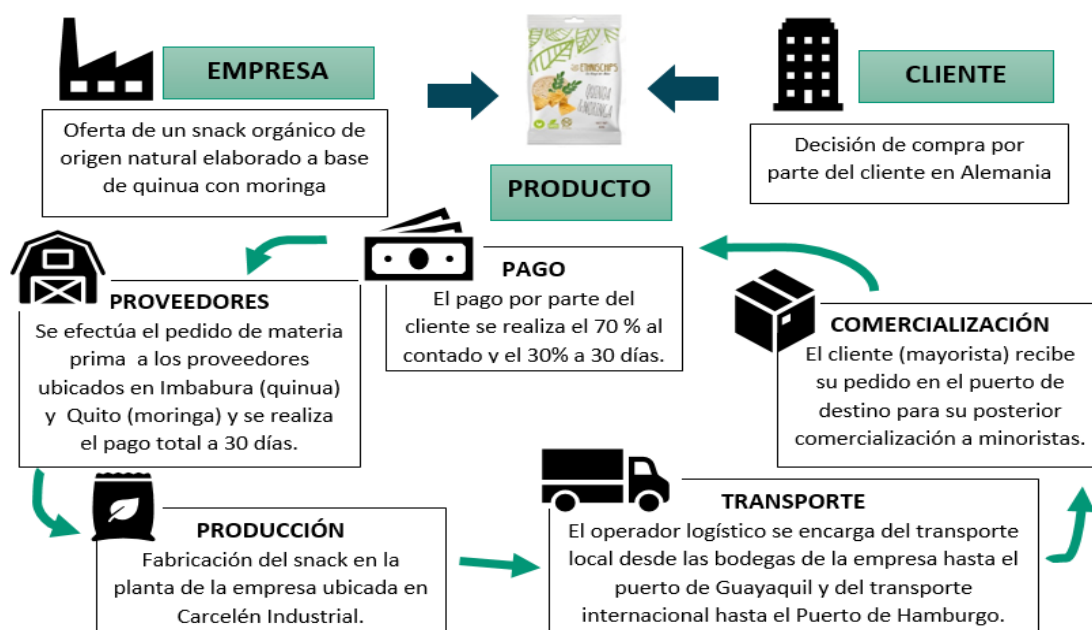 EMPRESA
Oferta de un snack orgánico de
origen natural elaborado a base
de quinua con moringa
ETHNISCHIPS
QUINOA
& MORINGA
PRODUCTO
CLIENTE
Decisión de compra por
parte del cliente en Alemania
PAGO
El pago por parte del
cliente se realiza el 70 % al
contado y el 30% a 30 días.
PROVEEDORES
Se efectúa el pedido de materia
prima a los proveedores
ubicados en Imbabura (quinua)
y Quito (moringa) y se realiza
el pago total a 30 días.
PRODUCCIÓN
Fabricación del snack en la
planta de la empresa ubicada en
Carcelén Industrial.
TRANSPORTE
El operador logístico se encarga del transporte
local desde las bodegas de la empresa hasta el
puerto de Guayaquil y del transporte
internacional hasta el Puerto de Hamburgo.
COMERCIALIZACIÓN
El cliente (mayorista) recibe
su pedido en el puerto de
destino para su posterior
comercialización a minoristas.